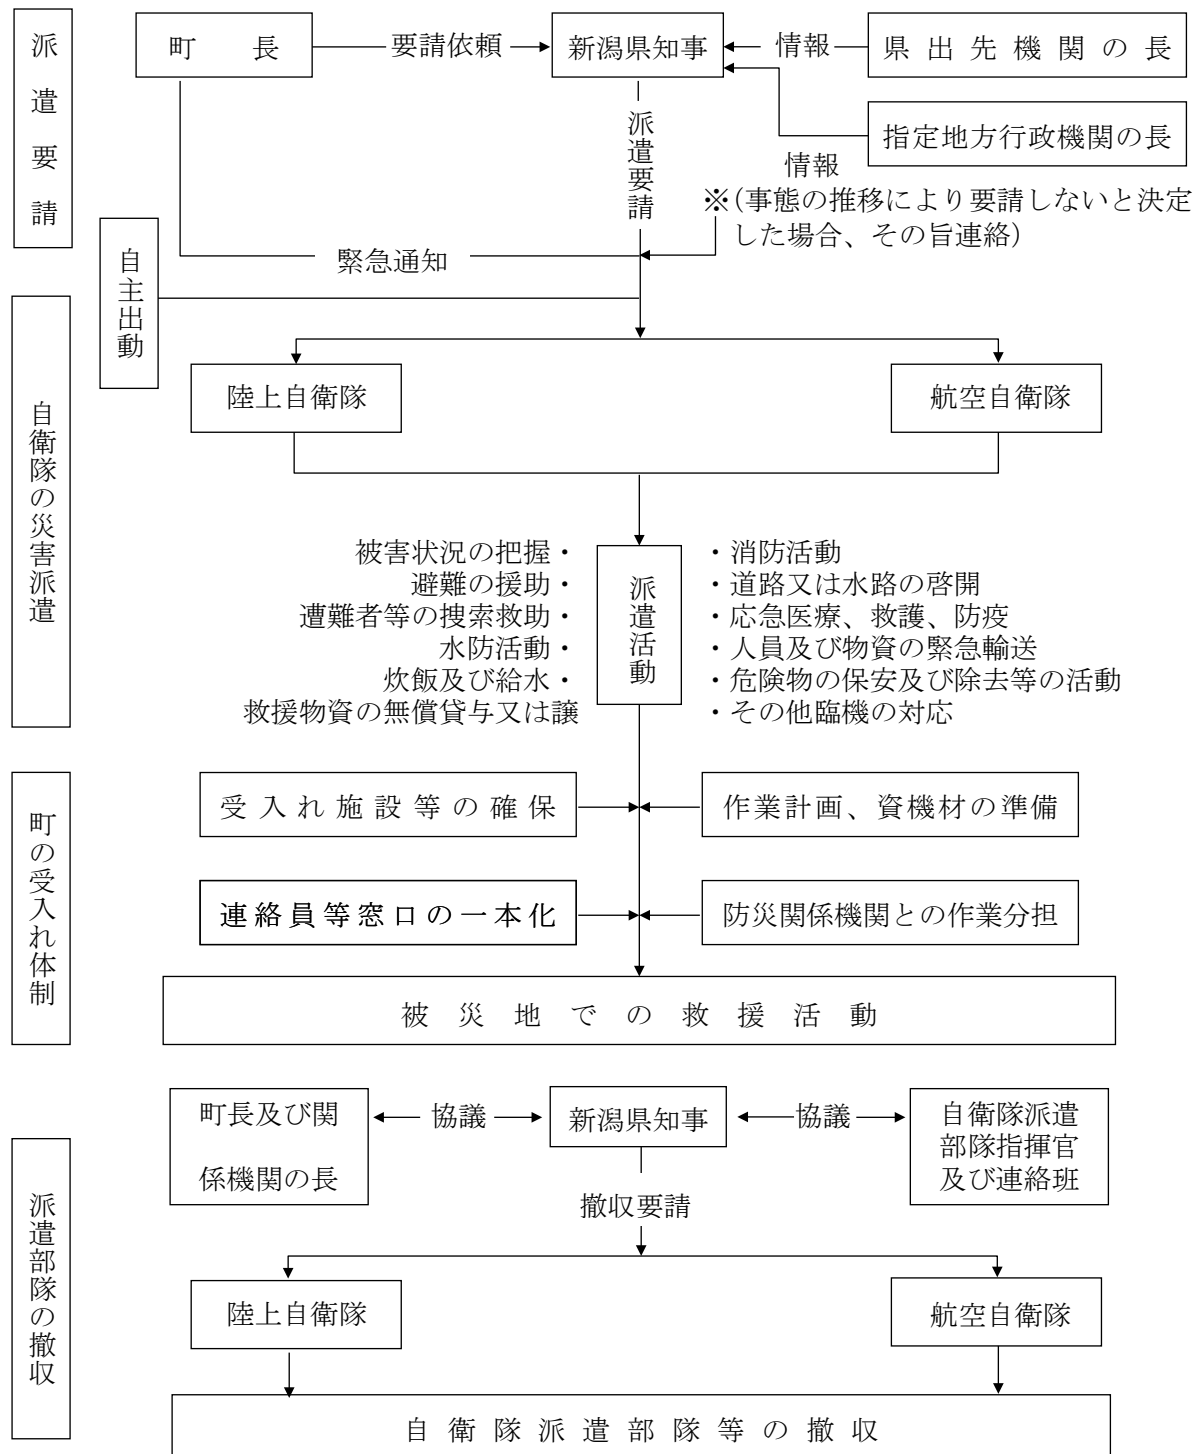 派遣要請
町長
要請依頼
新潟県知事
情報
県出先機関の長
指定地方行政機関の長
情報
派遣要請
※(事態の推移により要請しないと決定
した場合、その旨連絡)
緊急通知
自主出動
自衛隊の災害派遣
陸上自衛隊
航空自衛隊
派遣活動
被害状況の把握・
避難の援助・
遭難者等の捜索救助・
水防活動・
炊飯及び給水・
救援物資の無償貸与又は譲
・消防活動
・道路又は水路の啓開
・応急医療、救護、防疫
・人員及び物資の緊急輸送
・危険物の保安及び除去等の活動
・その他臨機の対応
町の受入れ体制
受入れ施設等の確保
作業計画、資機材の準備
連絡員等窓口の一本化
防災関係機関との作業分担
被災地での救援活動
派遣部隊の撤収
町長及び関
係機関の長
協議
新潟県知事
協議
自衛隊派遣
部隊指揮官
及び連絡班
撤収要請
陸上自衛隊
航空自衛隊
自衛隊派遣部隊等の撤収